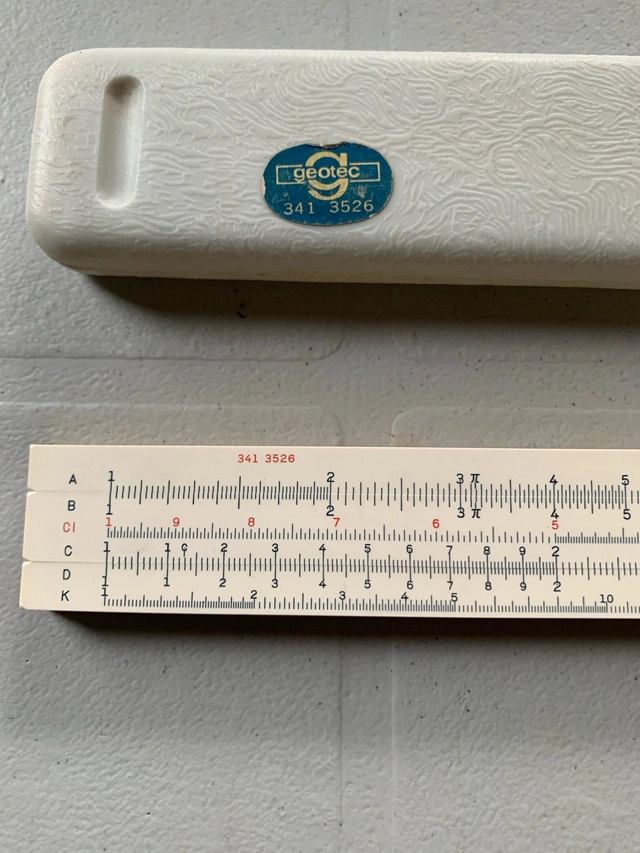 geotec
g
341 3526
341 3526
A 1 2 3 π 4 5
B 1 2 3 π 4 5
CI 1 9 8 7 6 5
C 1 1 c 2 3 4 5 6 7 8 9 2
D 1 1 2 3 4 5 6 7 8 9 2
K 1 2 3 4 5 10